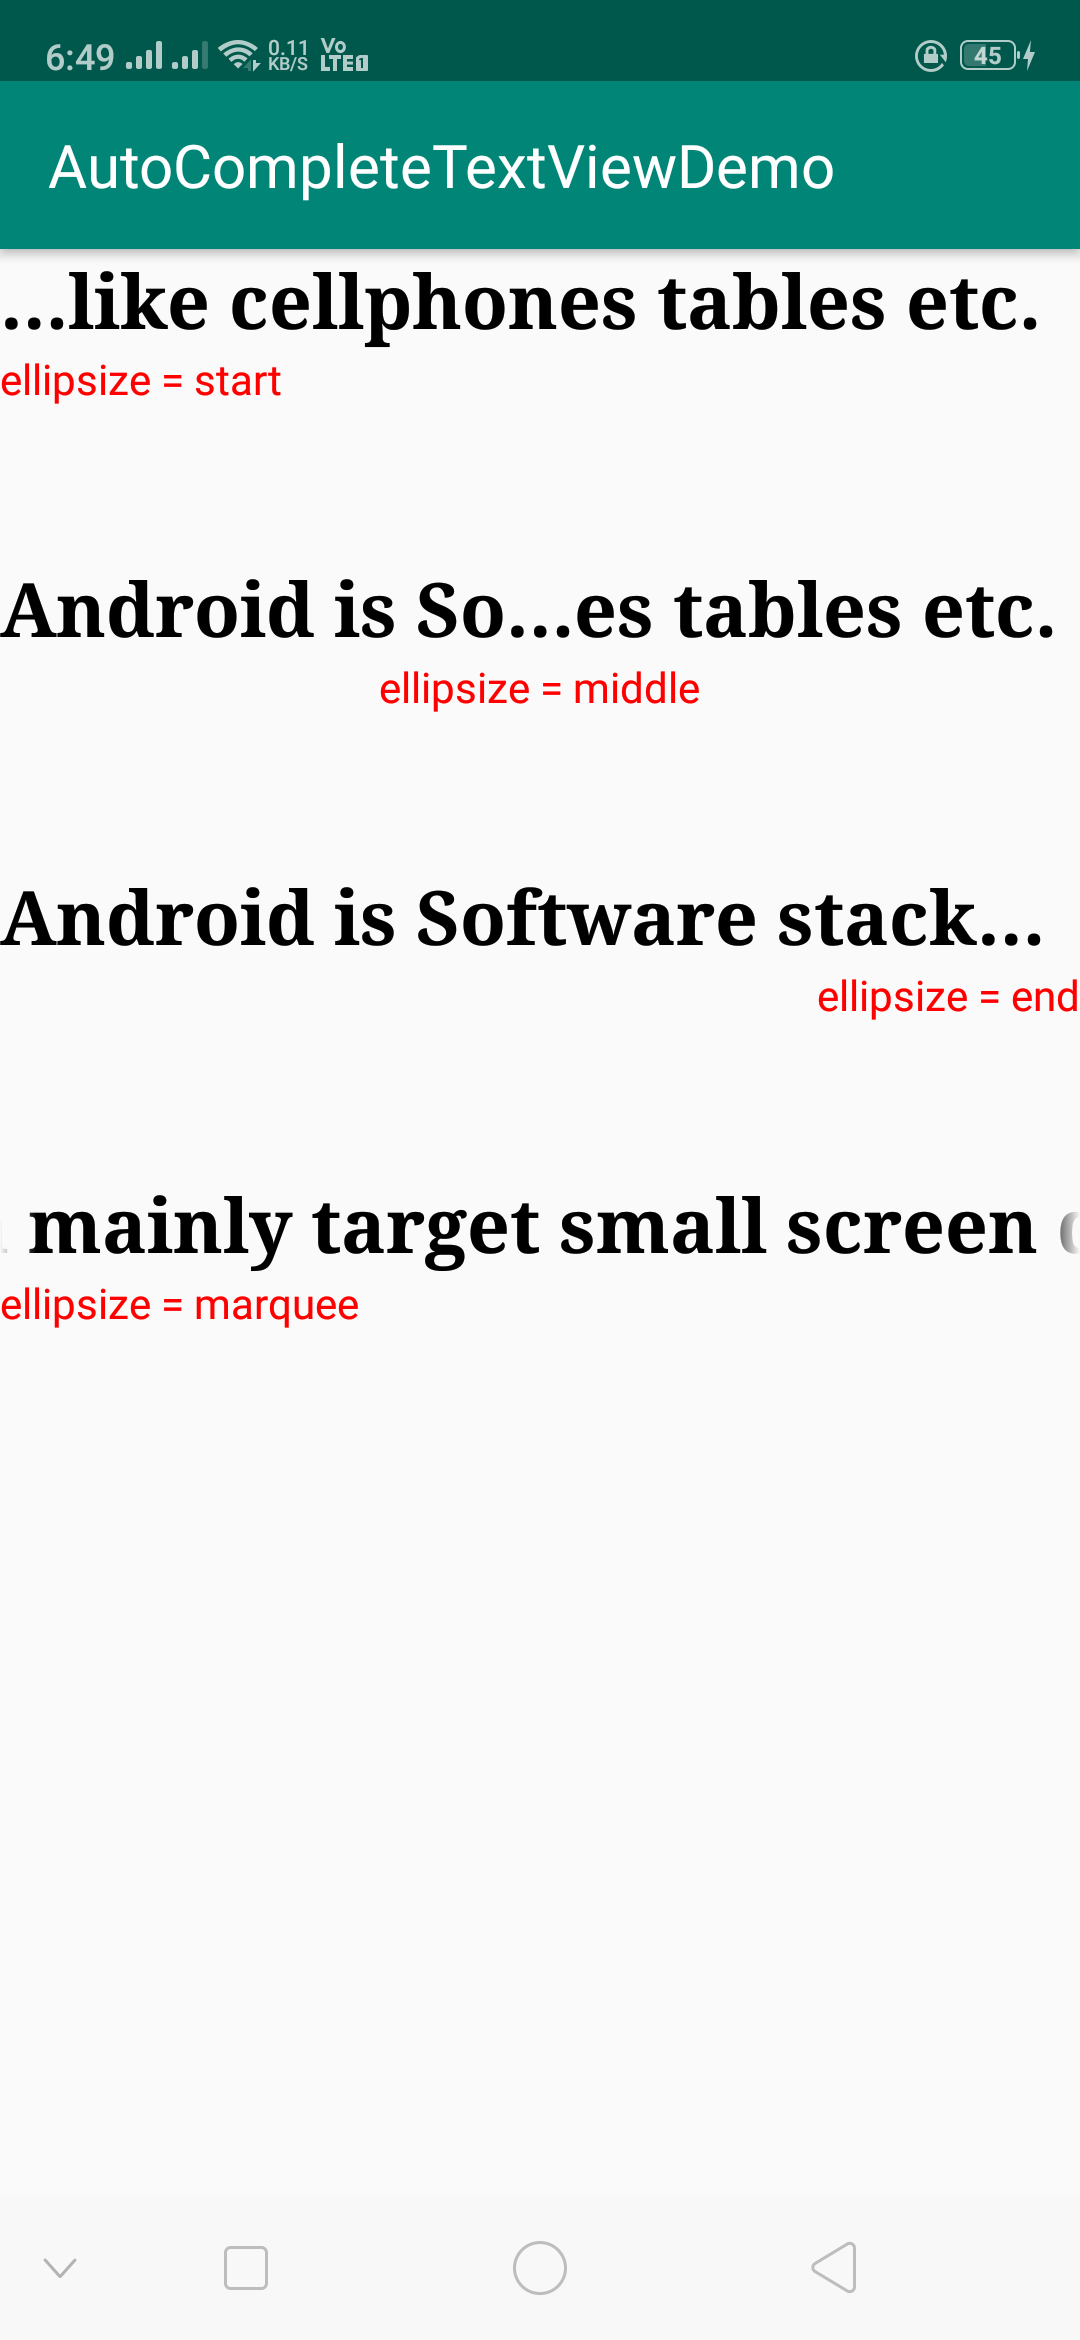 6:49 0.11 KB/S Vo LTE1 45
AutoCompleteTextViewDemo
...like cellphones tables etc.
ellipsize = start
Android is So...es tables etc.
ellipsize = middle
Android is Software stack...
ellipsize = end
mainly target small screen
ellipsize = marquee